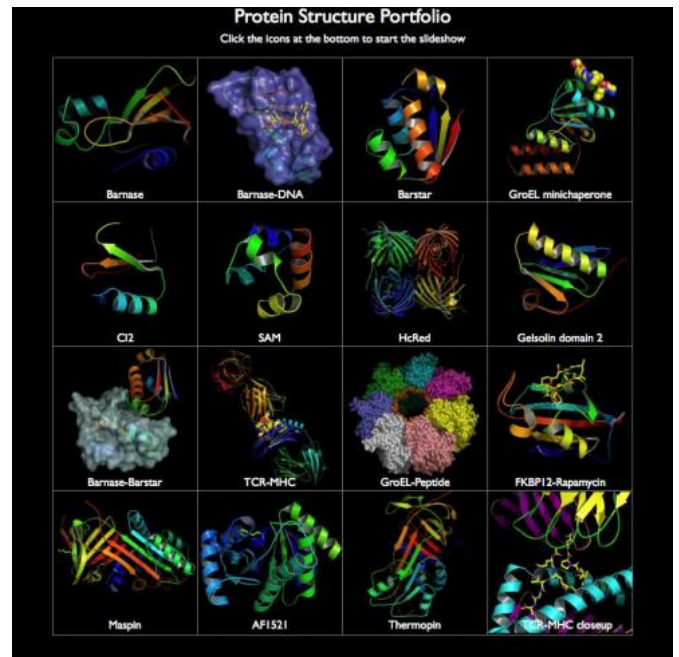 Protein Structure Portfolio
Click the icons at the bottom to start the slideshow
Barnase
Barnase-DNA
Barstar
GroEL minichaperone
CI2
SAM
HcRed
Gelsolin domain 2
Barnase-Barstar
TCR-MHC
GroEL-Peptide
FKBP12-Rapamycin
Maspin
AF1521
Thermopin
TCR-MHC closeup